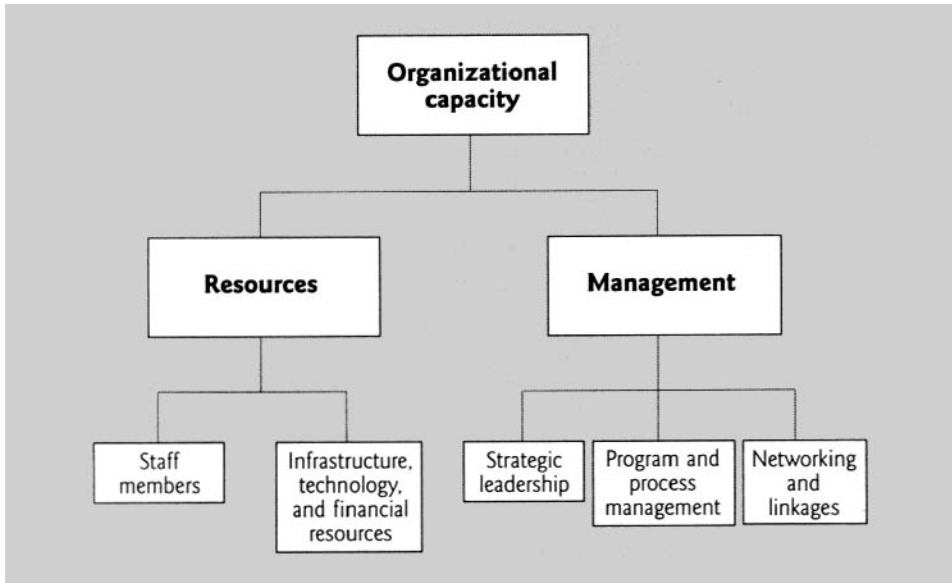 Organizational
capacity
Resources
Management
Staff
members
Infrastructure,
technology,
and financial
resources
Strategic
leadership
Program and
process
management
Networking
and
linkages